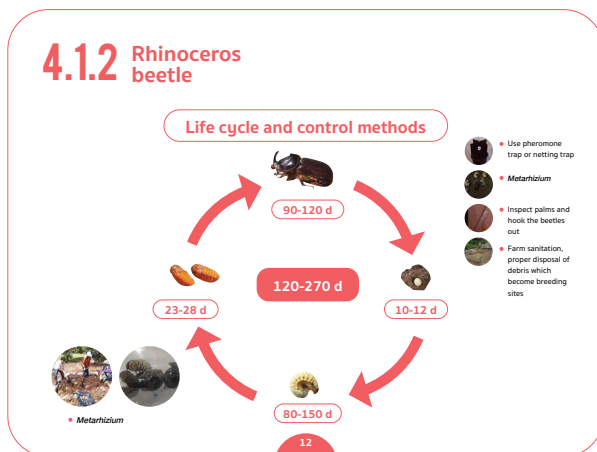 4.1.2 Rhinoceros
beetle
Life cycle and control methods
90-120 d
10-12 d
80-150 d
23-28 d
120-270 d
• Use pheromone
trap or netting trap
• Metarhizium
• Inspect palms and
hook the beetles
out
• Farm sanitation,
proper disposal of
debris which
become breeding
sites
• Metarhizium
12